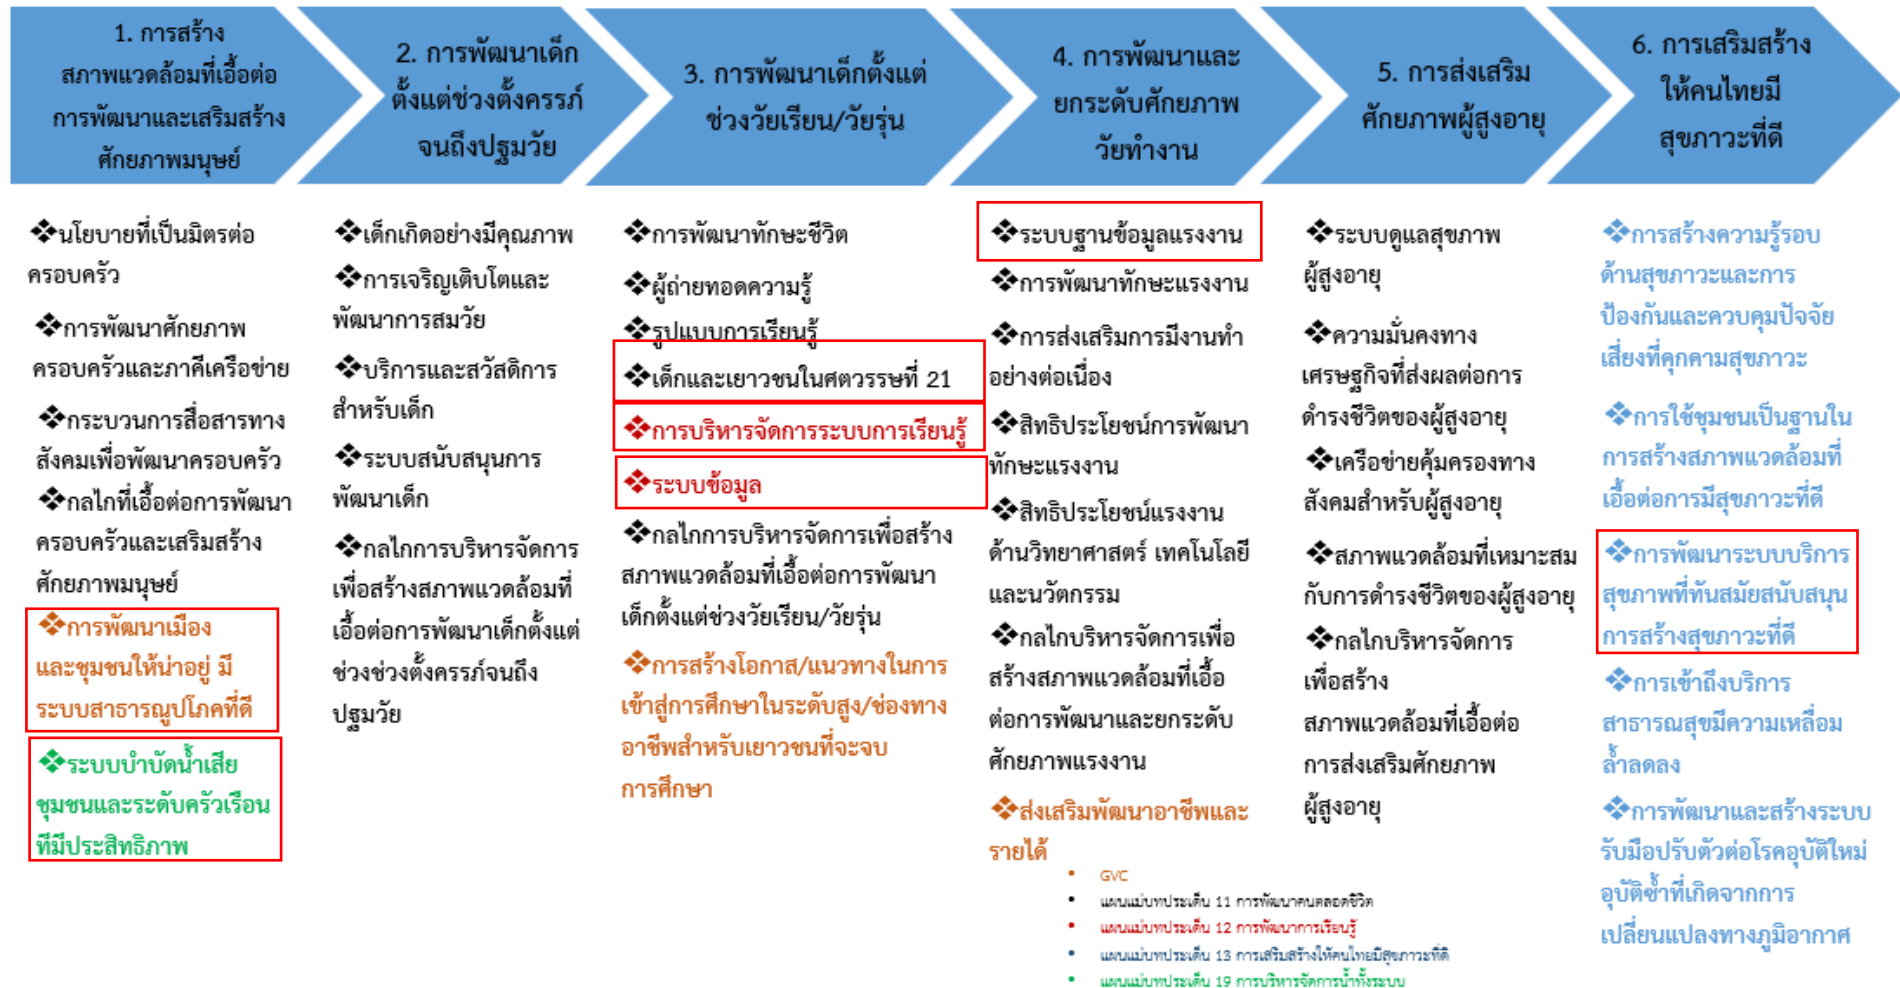 1. การสร้าง
สภาพแวดล้อมที่เอื้อต่อ
การพัฒนาและเสริมสร้าง
ศักยภาพมนุษย์
2. การพัฒนาเด็ก
ตั้งแต่ช่วงตั้งครรภ์
จนถึงปฐมวัย
3. การพัฒนาเด็กตั้งแต่
ช่วงวัยเรียน/วัยรุ่น
4. การพัฒนาและ
ยกระดับศักยภาพ
วัยทำงาน
5. การส่งเสริม
ศักยภาพผู้สูงอายุ
6. การเสริมสร้าง
ให้คนไทยมี
สุขภาวะที่ดี
❖นโยบายที่เป็นมิตรต่อ
ครอบครัว
❖การพัฒนาศักยภาพ
ครอบครัวและภาคีเครือข่าย
❖กระบวนการสื่อสารทาง
สังคมเพื่อพัฒนาครอบครัว
❖กลไกที่เอื้อต่อการพัฒนา
ครอบครัวและเสริมสร้าง
ศักยภาพมนุษย์
❖การพัฒนาเมือง
และชุมชนให้น่าอยู่ มี
ระบบสาธารณูปโภคที่ดี
❖ระบบบำบัดน้ำเสีย
ชุมชนและระดับครัวเรือน
ที่มีประสิทธิภาพ
❖เด็กเกิดอย่างมีคุณภาพ
❖การเจริญเติบโตและ
พัฒนาการสมวัย
❖บริการและสวัสดิการ
สำหรับเด็ก
❖ระบบสนับสนุนการ
พัฒนาเด็ก
❖กลไกการบริหารจัดการ
เพื่อสร้างสภาพแวดล้อมที่
เอื้อต่อการพัฒนาเด็กตั้งแต่
ช่วงช่วงตั้งครรภ์จนถึง
ปฐมวัย
❖การพัฒนาทักษะชีวิต
❖ผู้ถ่ายทอดความรู้
❖รูปแบบการเรียนรู้
❖เด็กและเยาวชนในศตวรรษที่ 21
❖การบริหารจัดการระบบการเรียนรู้
❖ระบบข้อมูล
❖กลไกการบริหารจัดการเพื่อสร้าง
สภาพแวดล้อมที่เอื้อต่อการพัฒนา
เด็กตั้งแต่ช่วงวัยเรียน/วัยรุ่น
❖การสร้างโอกาส/แนวทางในการ
เข้าสู่การศึกษาในระดับสูง/ช่องทาง
อาชีพสำหรับเยาวชนที่จะจบ
การศึกษา
❖ระบบฐานข้อมูลแรงงาน
❖การพัฒนาทักษะแรงงาน
❖การส่งเสริมการมีงานทำ
อย่างต่อเนื่อง
❖สิทธิประโยชน์การพัฒนา
ทักษะแรงงาน
❖สิทธิประโยชน์แรงงาน
ด้านวิทยาศาสตร์ เทคโนโลยี
และนวัตกรรม
❖กลไกบริหารจัดการเพื่อ
สร้างสภาพแวดล้อมที่เอื้อ
ต่อการพัฒนาและยกระดับ
ศักยภาพแรงงาน
❖ส่งเสริมพัฒนาอาชีพและ
รายได้
❖ระบบดูแลสุขภาพ
ผู้สูงอายุ
❖ความมั่นคงทาง
เศรษฐกิจที่ส่งผลต่อการ
ดำรงชีวิตของผู้สูงอายุ
❖เครือข่ายคุ้มครองทาง
สังคมสำหรับผู้สูงอายุ
❖สภาพแวดล้อมที่เหมาะสม
กับการดำรงชีวิตของผู้สูงอายุ
❖กลไกบริหารจัดการ
เพื่อสร้าง
สภาพแวดล้อมที่เอื้อต่อ
การส่งเสริมศักยภาพ
ผู้สูงอายุ
❖การสร้างความรู้รอบ
ด้านสุขภาวะและการ
ป้องกันและควบคุมปัจจัย
เสี่ยงที่คุกคามสุขภาวะ
❖การใช้ชุมชนเป็นฐานใน
การสร้างสภาพแวดล้อมที่
เอื้อต่อการมีสุขภาวะที่ดี
❖การพัฒนาระบบบริการ
สุขภาพที่ทันสมัยสนับสนุน
การสร้างสุขภาวะที่ดี
❖การเข้าถึงบริการ
สาธารณสุขมีความเหลื่อม
ล้ำลดลง
❖การพัฒนาและสร้างระบบ
รับมือปรับตัวต่อโรคอุบัติใหม่
อุบัติซ้ำที่เกิดจากการ
เปลี่ยนแปลงทางภูมิอากาศ
• GVC
• แผนแม่บทประเด็น 11 การพัฒนาคนตลอดชีวิต
• แผนแม่บทประเด็น 12 การพัฒนาการเรียนรู้
• แผนแม่บทประเด็น 13 การเสริมสร้างให้คนไทยมีสุขภาวะที่ดี
• แผนแม่บทประเด็น 19 การบริหารจัดการน้ำทั้งระบบ